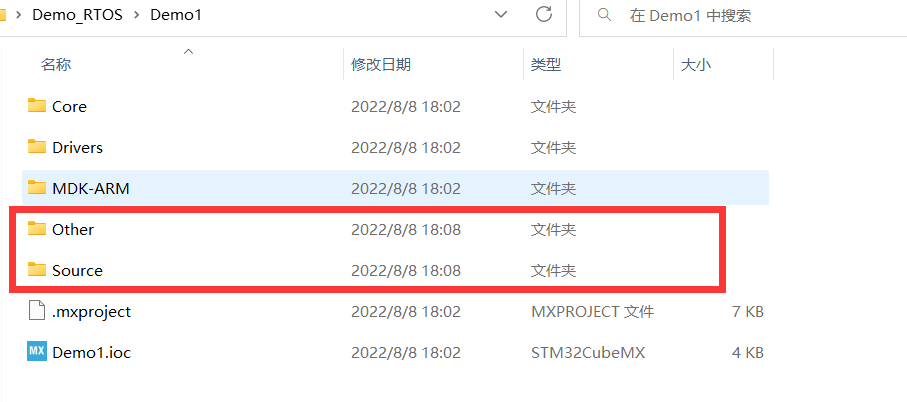 Demo_RTOS > Demo1 在 Demo1 中搜索
名称 修改日期 类型 大小
Core 2022/8/8 18:02 文件夹
Drivers 2022/8/8 18:02 文件夹
MDK-ARM 2022/8/8 18:02 文件夹
Other 2022/8/8 18:08 文件夹
Source 2022/8/8 18:08 文件夹
.mxproject 2022/8/8 18:02 MXPROJECT 文件 7 KB
MX Demo1.ioc 2022/8/8 18:02 STM32CubeMX 4 KB